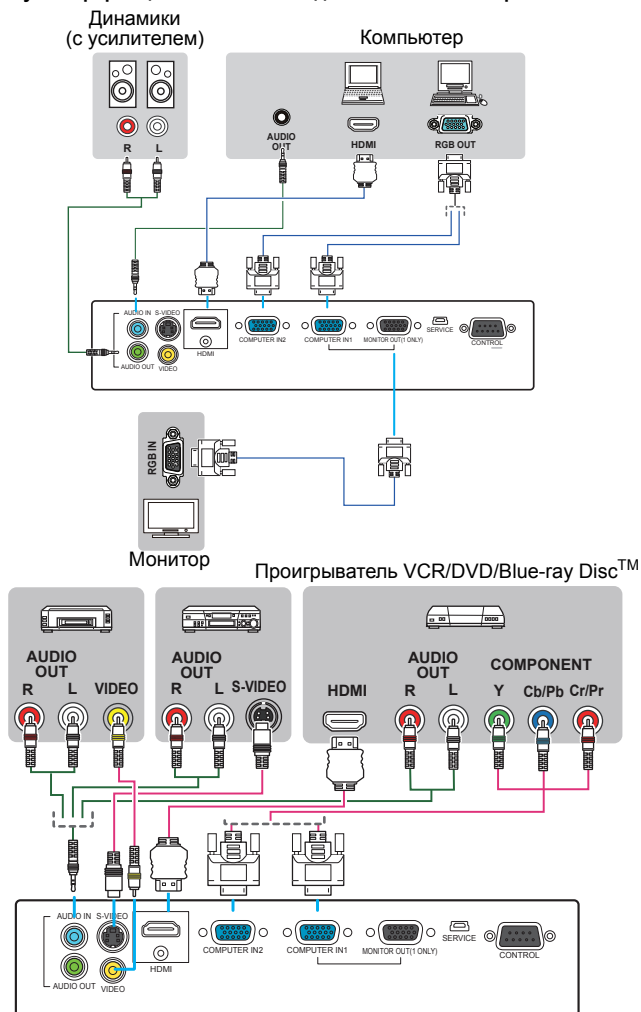 Динамики
(с усилителем)
Компьютер
R L
AUDIO
OUT
HDMI
RGB OUT
AUDIO IN S-VIDEO
HDMI
COMPUTER IN2
COMPUTER IN1
MONITOR OUT(1 ONLY)
SERVICE
CONTROL
AUDIO OUT VIDEO
RGB IN
Монитор
Проигрыватель VCR/DVD/Blue-ray Disc™
AUDIO
OUT
R L VIDEO
AUDIO
OUT
R L S-VIDEO
HDMI
AUDIO
OUT
R L
COMPONENT
Y Cb/Pb Cr/Pr
AUDIO IN S-VIDEO
HDMI
COMPUTER IN2
COMPUTER IN1
MONITOR OUT(1 ONLY)
SERVICE
CONTROL
AUDIO OUT VIDEO